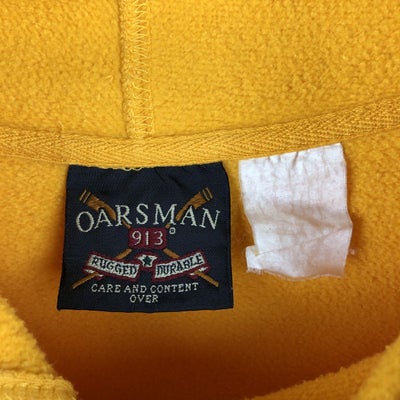 OARSMAN
913
RUGGED ★ DURABLE
CARE AND CONTENT
OVER